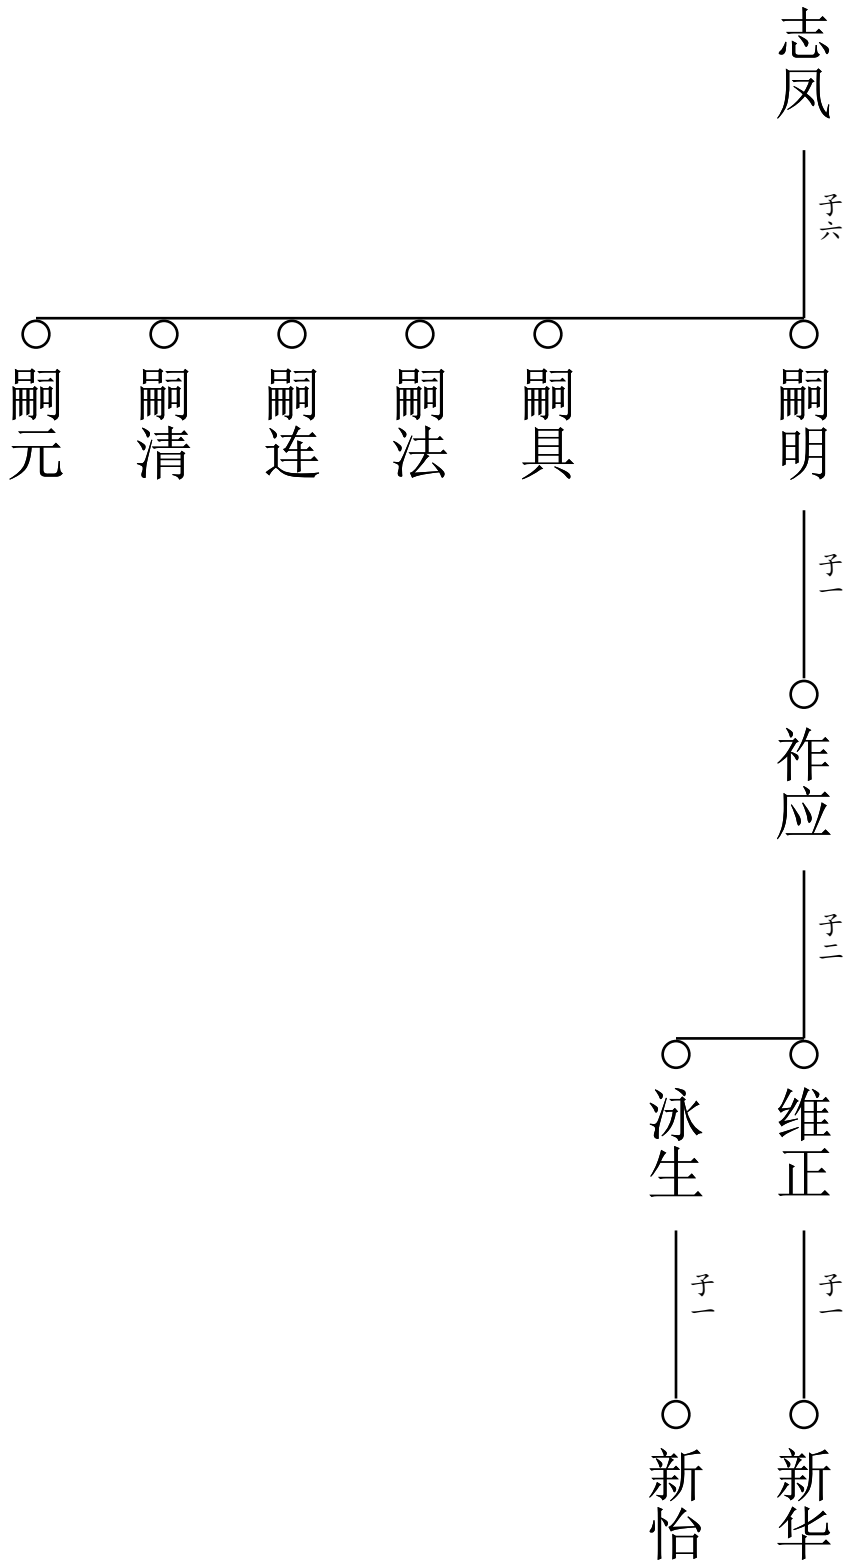 志凤
子六
嗣明
嗣具
嗣法
嗣连
嗣清
嗣元
子一
祚应
子二
维正
泳生
子一
子一
新华
新怡